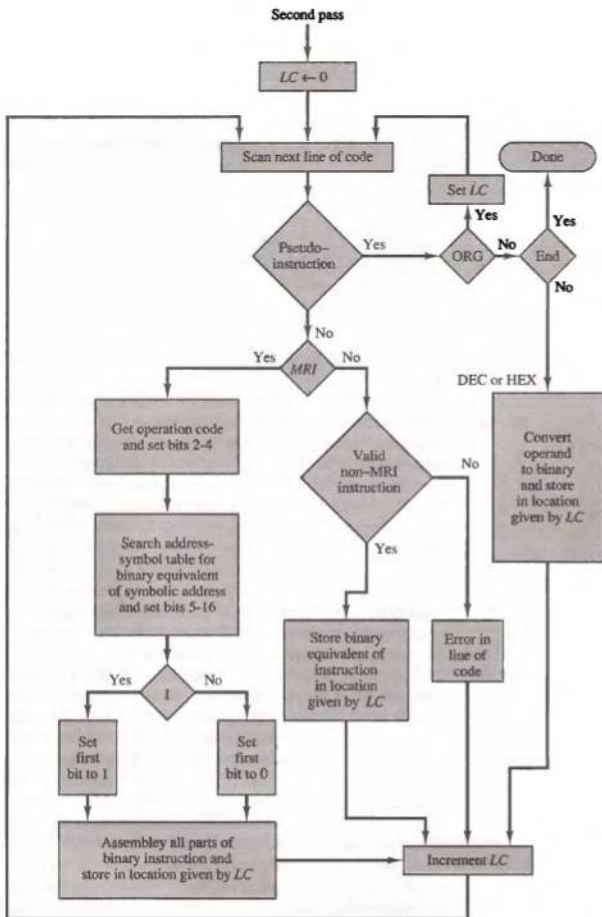 Second pass
LC ← 0
Scan next line of code
Done
Set LC
Yes
Yes
Pseudo-
instruction
Yes
ORG
No
End
No
No
Yes
MRI
No
DEC or HEX
Get operation code
and set bits 2-4
Valid
non-MRI
instruction
No
Convert
operand
to binary
and store
in location
given by LC
Yes
Search address-
symbol table for
binary equivalent
of symbolic address
and set bits 5-16
Store binary
equivalent of
instruction
in location
given by LC
Error in
line of
code
Yes
I
No
Set
first
bit to 1
Set
first
bit to 0
Assembley all parts of
binary instruction and
store in location given by LC
Increment LC